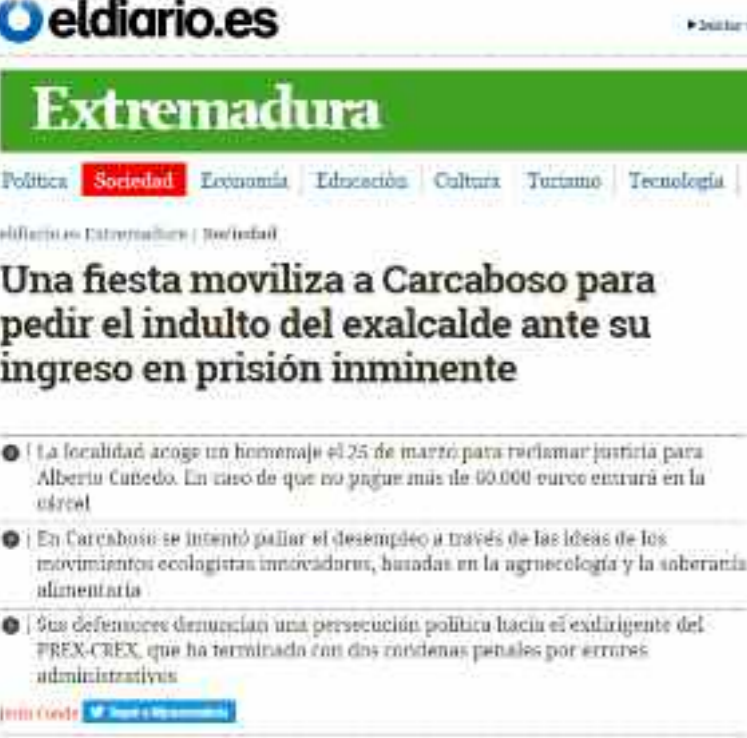 eldiario.es
Extremadura
Política Sociedad Economía Educación Cultura Turismo Tecnología
eldiario.es Extremadura | Sociedad
Una fiesta moviliza a Carcaboso para
pedir el indulto del exalcalde ante su
ingreso en prisión inminente
La localidad acoge un homenaje el 25 de marzo para reclamar justicia para
Alberto Cañedo. En caso de que no pague más de 60.000 euros entrará en la
cárcel
En Carcaboso se intentó paliar el desempleo a través de las ideas de los
movimientos ecologistas innovadores, basadas en la agroecología y la soberanía
alimentaria
Sus defensores denuncian una persecución política hacia el exdirigente del
PREX-CREX, que ha terminado con dos condenas penales por errores
administrativos
Conde